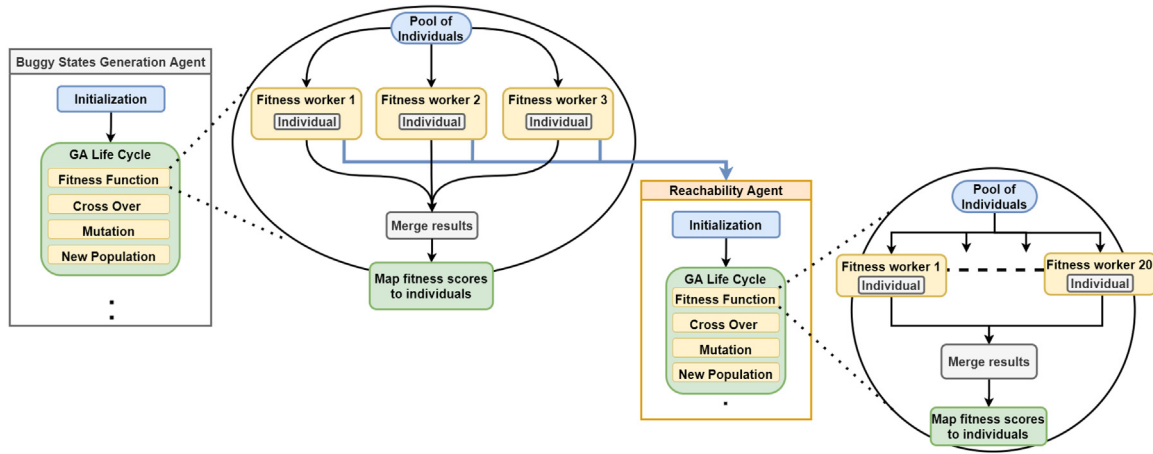 Buggy States Generation Agent
Initialization
GA Life Cycle
Fitness Function
Cross Over
Mutation
New Population
Pool of
Individuals
Fitness worker 1
Individual
Fitness worker 2
Individual
Fitness worker 3
Individual
Merge results
Map fitness scores
to individuals
Reachability Agent
Initialization
GA Life Cycle
Fitness Function
Cross Over
Mutation
New Population
Pool of
Individuals
Fitness worker 1
Individual
Fitness worker 20
Individual
Merge results
Map fitness scores
to individuals